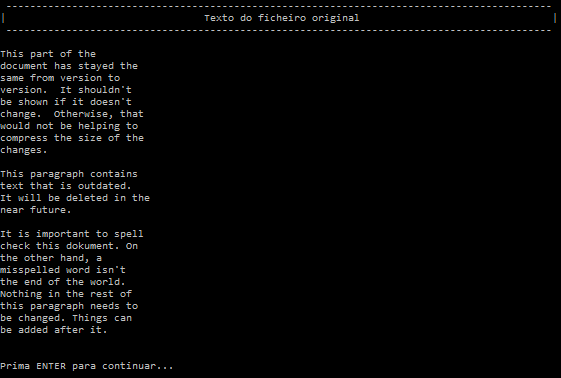 Texto do ficheiro original
This part of the
document has stayed the
same from version to
version.  It shouldn't
be shown if it doesn't
change.  Otherwise, that
would not be helping to
compress the size of the
changes.
This paragraph contains
text that is outdated.
It will be deleted in the
near future.
It is important to spell
check this dokument. On
the other hand, a
misspelled word isn't
the end of the world.
Nothing in the rest of
this paragraph needs to
be changed. Things can
be added after it.
Prima ENTER para continuar...